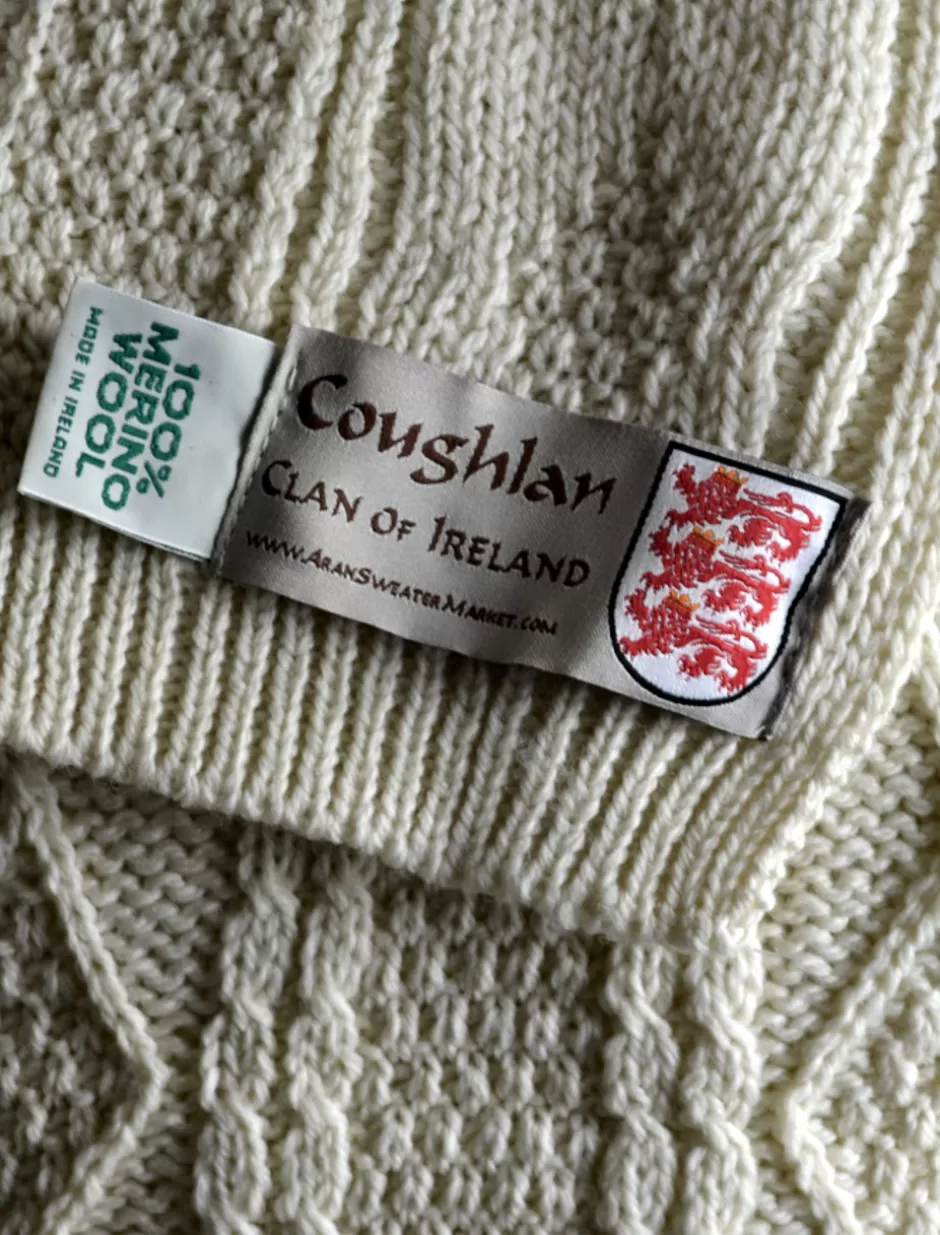 100%
MERINO
WOOL
MADE IN IRELAND
Coughlan
CLAN OF IRELAND
WWW.ARANSWEATERMARKET.COM